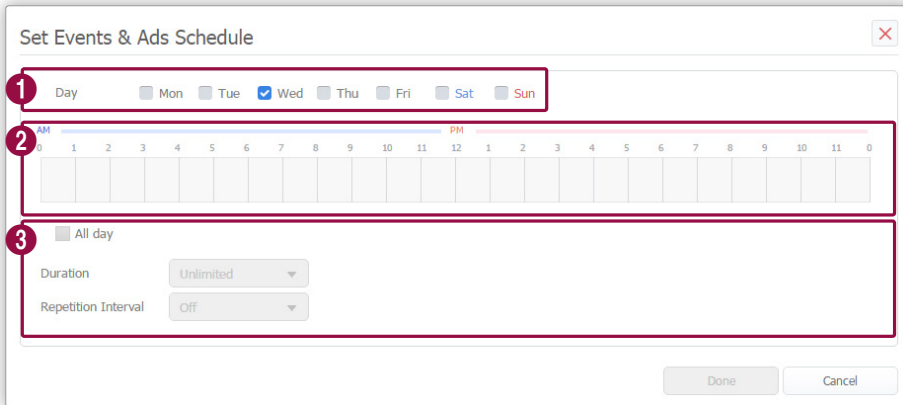 Set Events & Ads Schedule
1
Day Mon Tue Wed Thu Fri Sat Sun
2
AM PM
0 1 2 3 4 5 6 7 8 9 10 11 12 1 2 3 4 5 6 7 8 9 10 11 0
3
All day
Duration Unlimited
Repetition Interval Off
Done Cancel